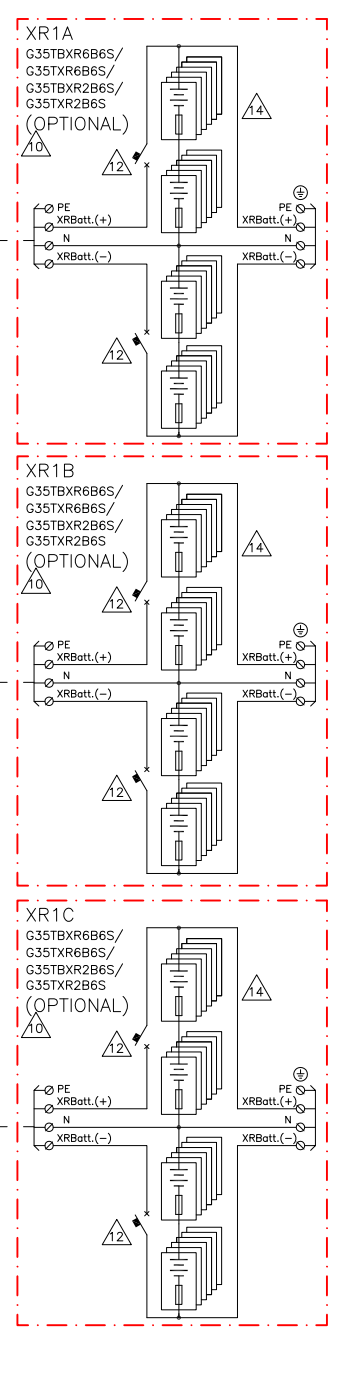 XR1A
G35TBXR6B6S/
G35TXR6B6S/
G35TBXR2B6S/
G35TXR2B6S
(OPTIONAL)
10
12
14
PE
XRBatt.(+)
N
XRBatt.(-)
PE
XRBatt.(+)
N
XRBatt.(-)
12
XR1B
G35TBXR6B6S/
G35TXR6B6S/
G35TBXR2B6S/
G35TXR2B6S
(OPTIONAL)
10
12
14
PE
XRBatt.(+)
N
XRBatt.(-)
PE
XRBatt.(+)
N
XRBatt.(-)
12
XR1C
G35TBXR6B6S/
G35TXR6B6S/
G35TBXR2B6S/
G35TXR2B6S
(OPTIONAL)
10
12
14
PE
XRBatt.(+)
N
XRBatt.(-)
PE
XRBatt.(+)
N
XRBatt.(-)
12